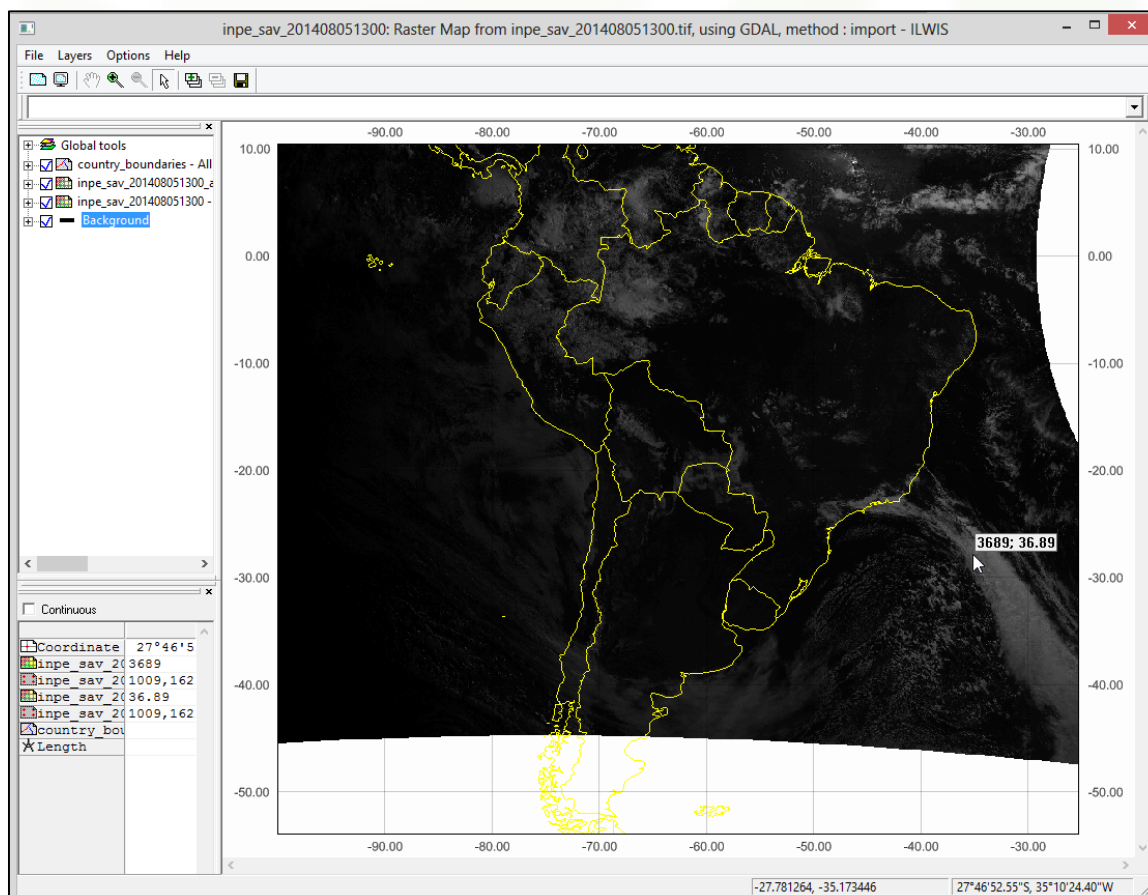 inpe_sav_201408051300: Raster Map from inpe_sav_201408051300.tif, using GDAL, method : import - ILWIS
File Layers Options Help
Global tools
country_boundaries - All
inpe_sav_201408051300_a
inpe_sav_201408051300 -
Background
-90.00 -80.00 -70.00 -60.00 -50.00 -40.00 -30.00
10.00 10.00
0.00 0.00
-10.00 -10.00
-20.00 -20.00
3689; 36.89
-30.00 -30.00
-40.00 -40.00
-50.00 -50.00
-90.00 -80.00 -70.00 -60.00 -50.00 -40.00 -30.00
Continuous
Coordinate 27°46'5
inpe_sav_20 3689
inpe_sav_20 1009,162
inpe_sav_20 36.89
inpe_sav_20 1009,162
country_bou
Length
-27.781264, -35.173446 27°46'52.55"S, 35°10'24.40"W